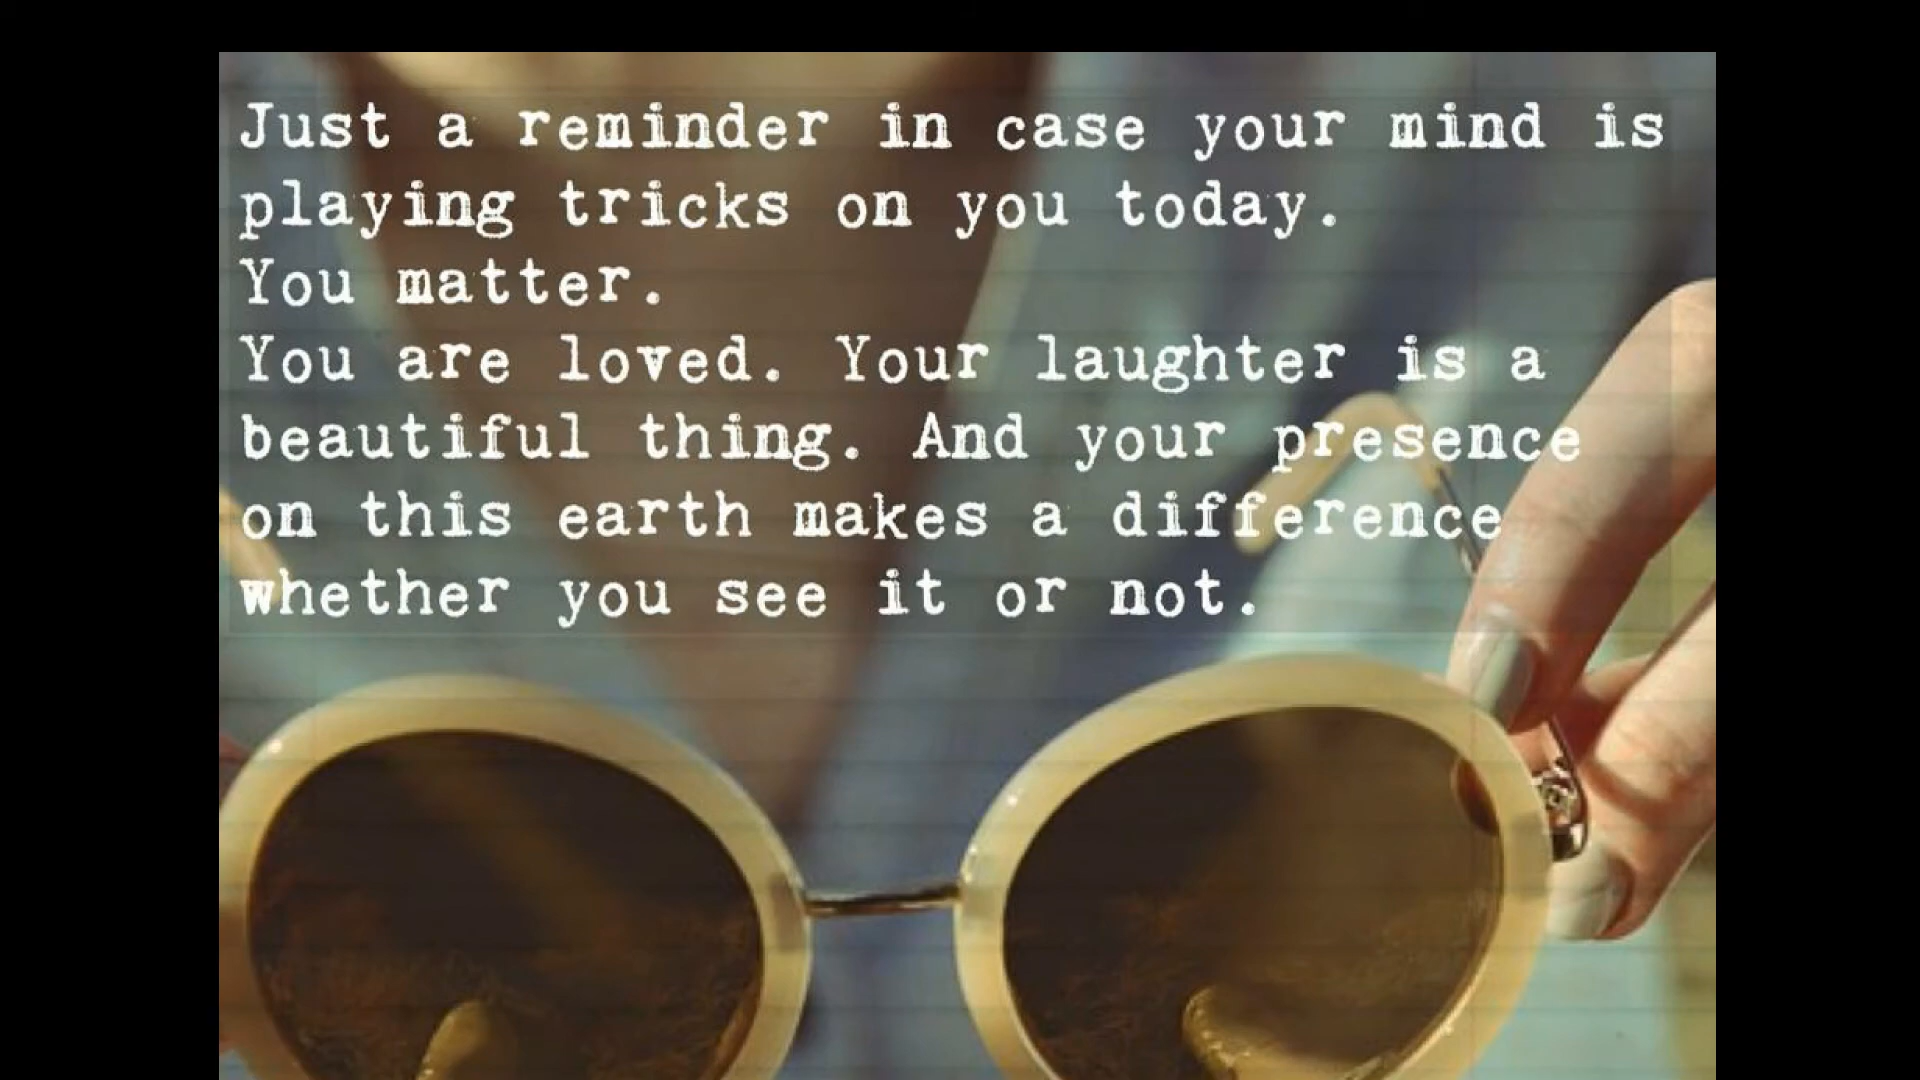 Just a reminder in case your mind is
playing tricks on you today.
You matter.
You are loved. Your laughter is a
beautiful thing. And your presence
on this earth makes a difference
whether you see it or not.